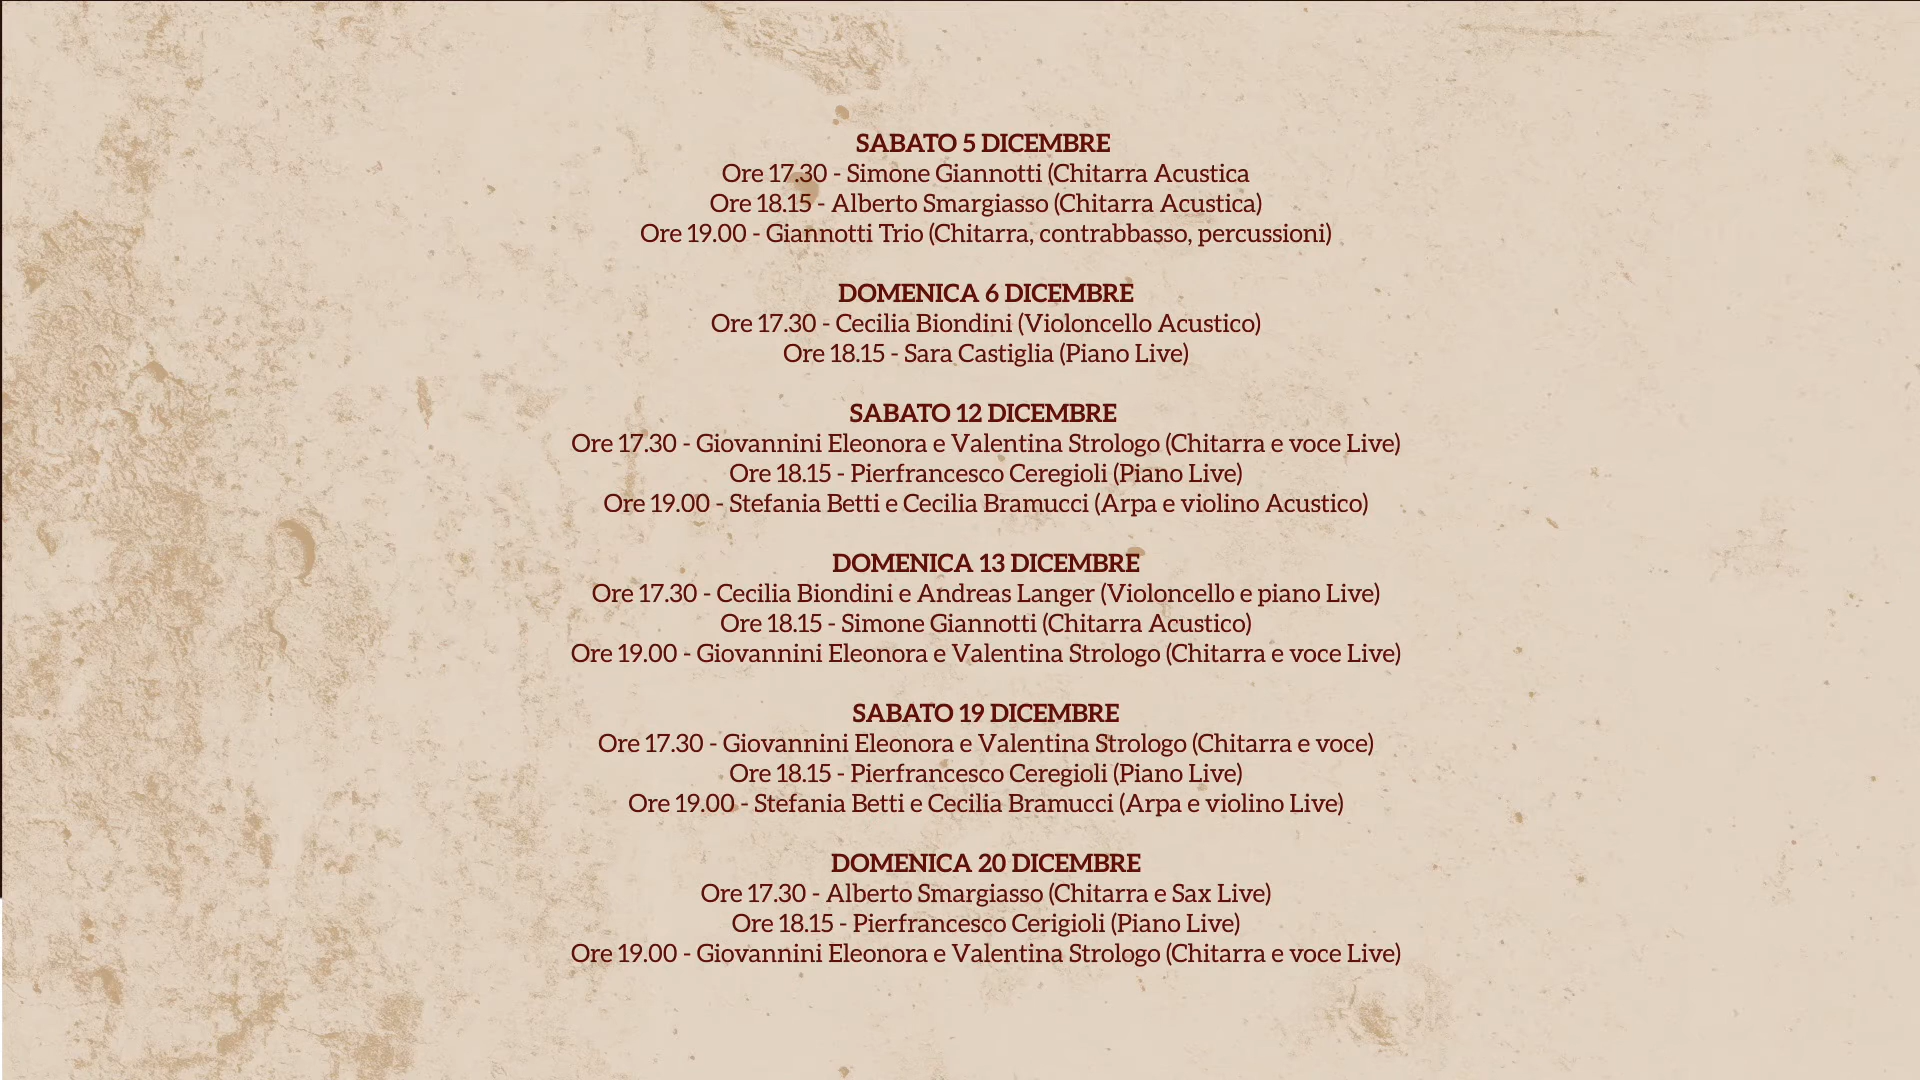 SABATO 5 DICEMBRE
Ore 17.30 - Simone Giannotti (Chitarra Acustica
Ore 18.15 - Alberto Smargiasso (Chitarra Acustica)
Ore 19.00 - Giannotti Trio (Chitarra, contrabbasso, percussioni)
DOMENICA 6 DICEMBRE
Ore 17.30 - Cecilia Biondini (Violoncello Acustico)
Ore 18.15 - Sara Castiglia (Piano Live)
SABATO 12 DICEMBRE
Ore 17.30 - Giovannini Eleonora e Valentina Strologo (Chitarra e voce Live)
Ore 18.15 - Pierfrancesco Ceregioli (Piano Live)
Ore 19.00 - Stefania Betti e Cecilia Bramucci (Arpa e violino Acustico)
DOMENICA 13 DICEMBRE
Ore 17.30 - Cecilia Biondini e Andreas Langer (Violoncello e piano Live)
Ore 18.15 - Simone Giannotti (Chitarra Acustico)
Ore 19.00 - Giovannini Eleonora e Valentina Strologo (Chitarra e voce Live)
SABATO 19 DICEMBRE
Ore 17.30 - Giovannini Eleonora e Valentina Strologo (Chitarra e voce)
Ore 18.15 - Pierfrancesco Ceregioli (Piano Live)
Ore 19.00 - Stefania Betti e Cecilia Bramucci (Arpa e violino Live)
DOMENICA 20 DICEMBRE
Ore 17.30 - Alberto Smargiasso (Chitarra e Sax Live)
Ore 18.15 - Pierfrancesco Cerigioli (Piano Live)
Ore 19.00 - Giovannini Eleonora e Valentina Strologo (Chitarra e voce Live)